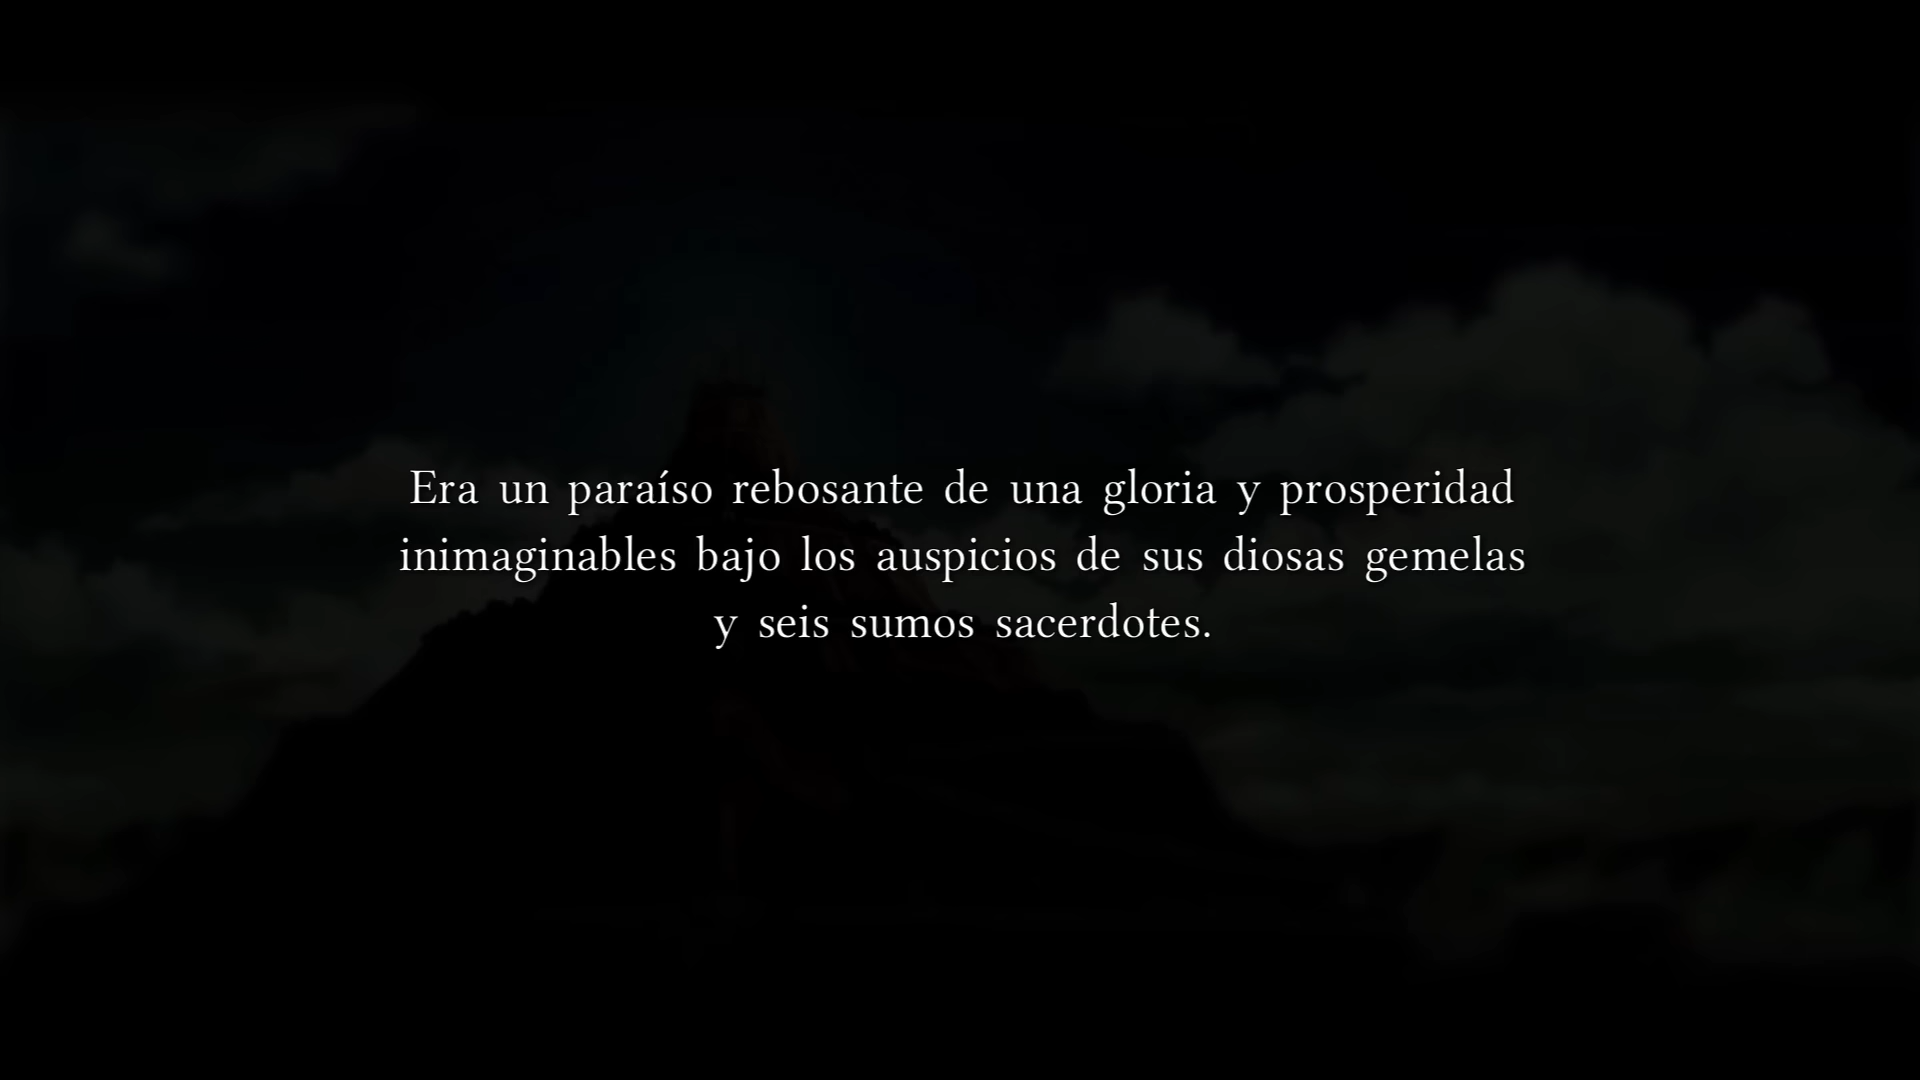 Era un paraíso rebosante de una gloria y prosperidad
inimaginables bajo los auspicios de sus diosas gemelas
y seis sumos sacerdotes.